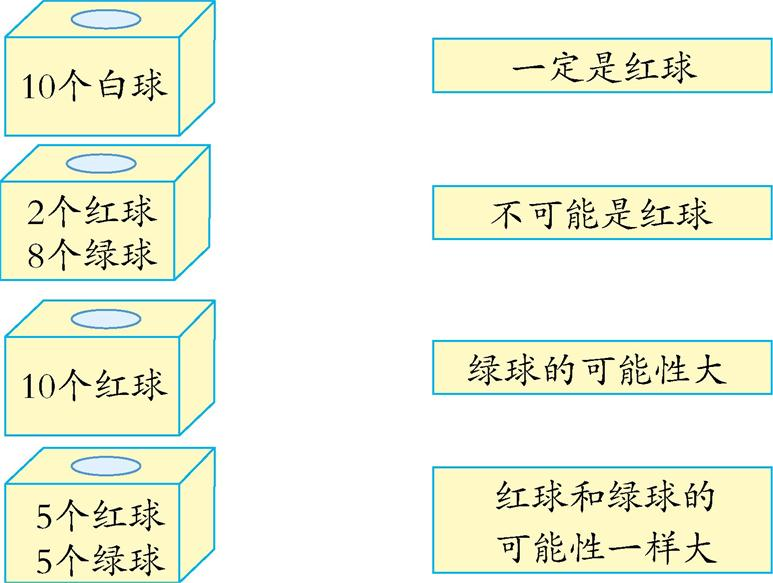 10个白球
一定是红球
2个红球
8个绿球
不可能是红球
10个红球
绿球的可能性大
5个红球
5个绿球
红球和绿球的
可能性一样大